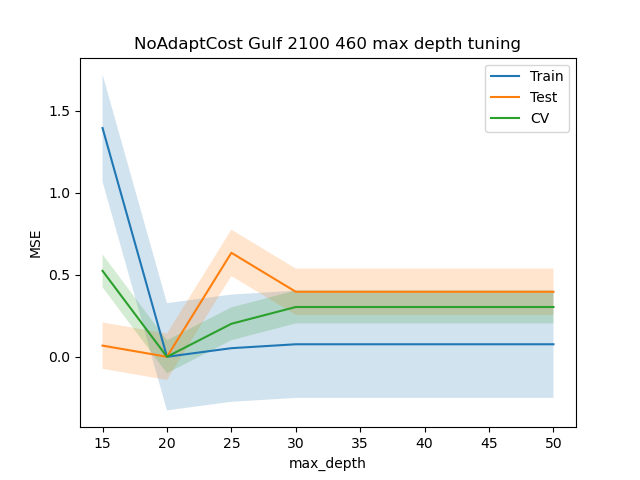 NoAdaptCost Gulf 2100 460 max depth tuning
Train
Test
CV
MSE
1.5
1.0
0.5
0.0
15 20 25 30 35 40 45 50
max_depth